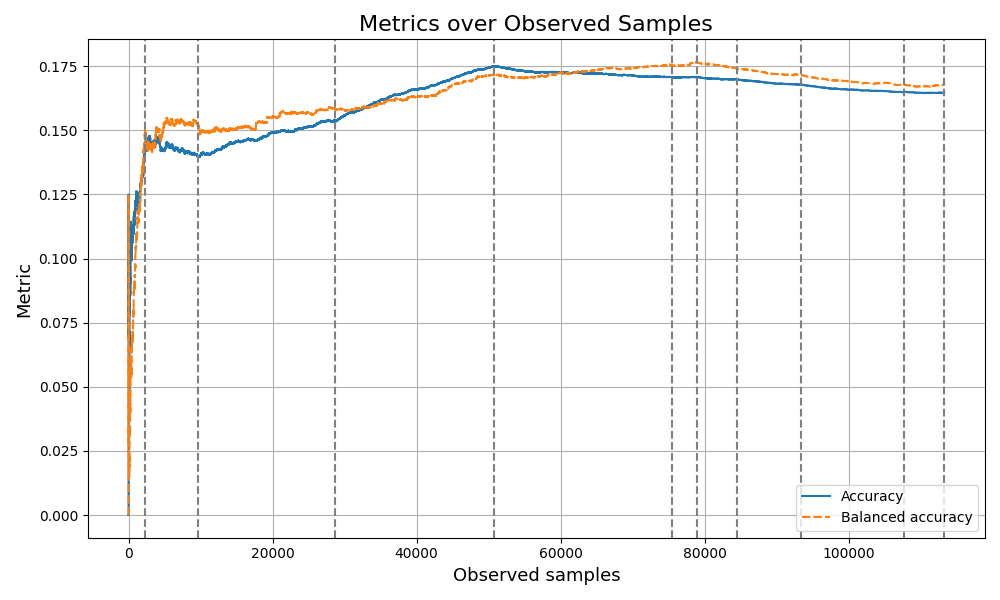 Metrics over Observed Samples
Metric
0.175
0.150
0.125
0.100
0.075
0.050
0.025
0.000
0
20000
40000
60000
80000
100000
Observed samples
Accuracy
Balanced accuracy